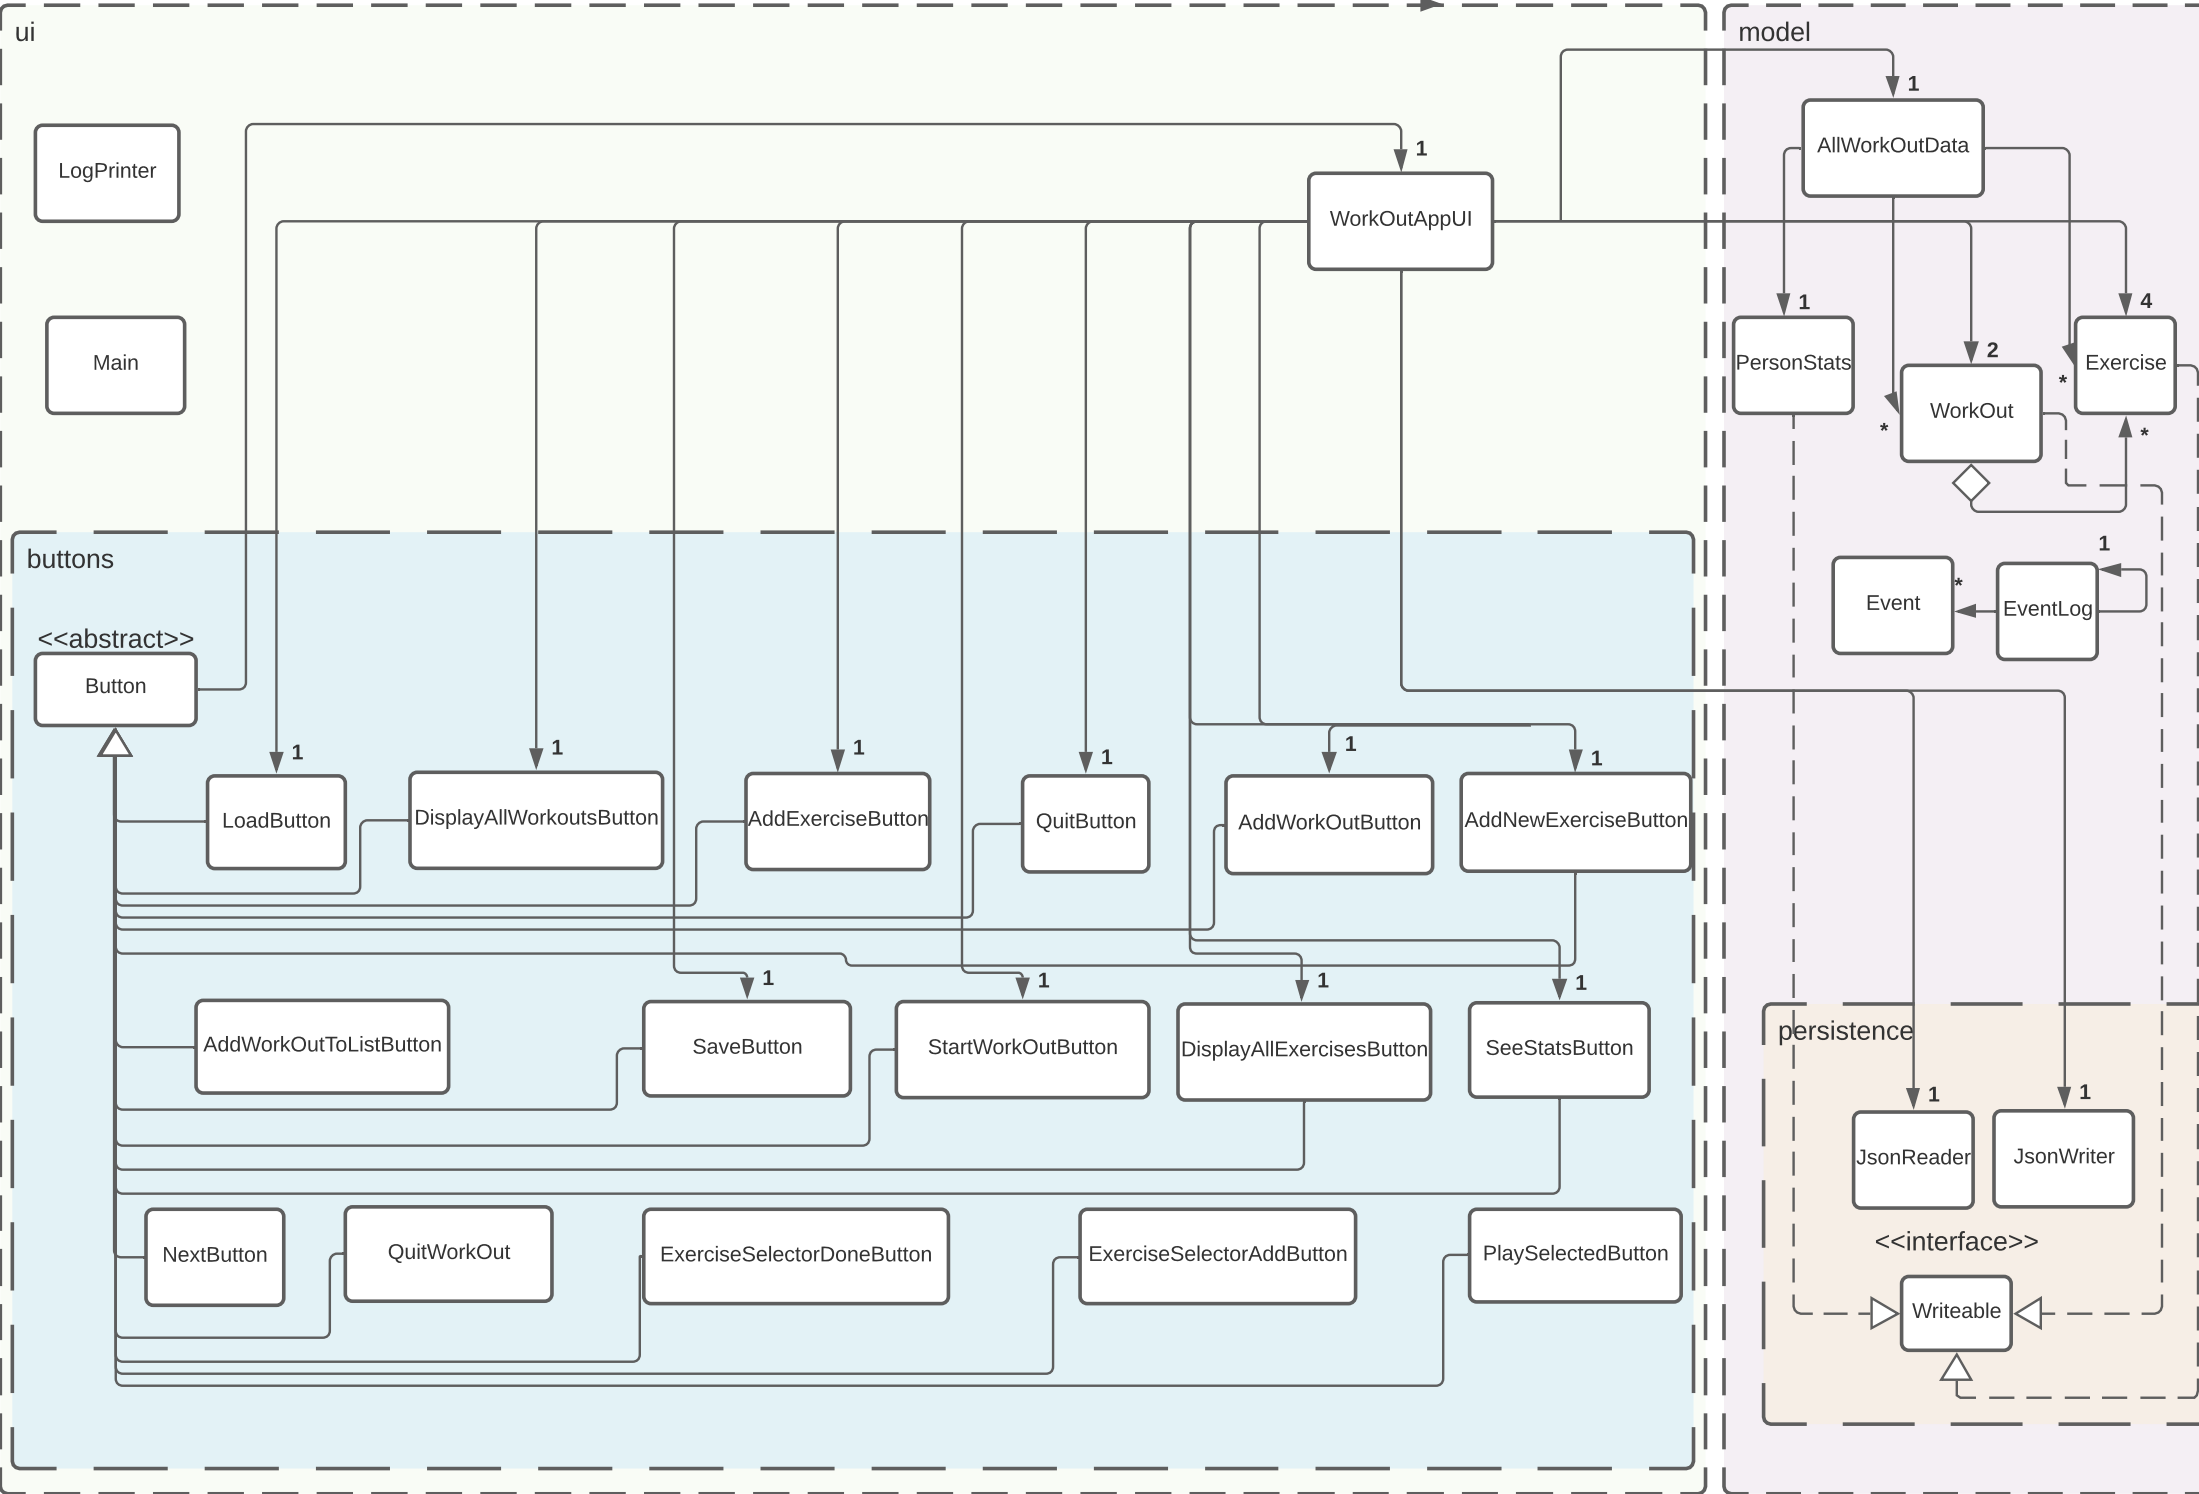 ui
model
1
AllWorkOutData
LogPrinter
1
WorkOutAppUI
Main
1
4
2
PersonStats
WorkOut
Exercise
*
*
*
buttons
1
Event
*
EventLog
<<abstract>>
Button
1
1
1
1
1
1
LoadButton
DisplayAllWorkoutsButton
AddExerciseButton
QuitButton
AddWorkOutButton
AddNewExerciseButton
1
1
1
1
AddWorkOutToListButton
SaveButton
StartWorkOutButton
DisplayAllExercisesButton
SeeStatsButton
persistence
1
1
JsonReader
JsonWriter
NextButton
QuitWorkOut
ExerciseSelectorDoneButton
ExerciseSelectorAddButton
PlaySelectedButton
<<interface>>
Writeable